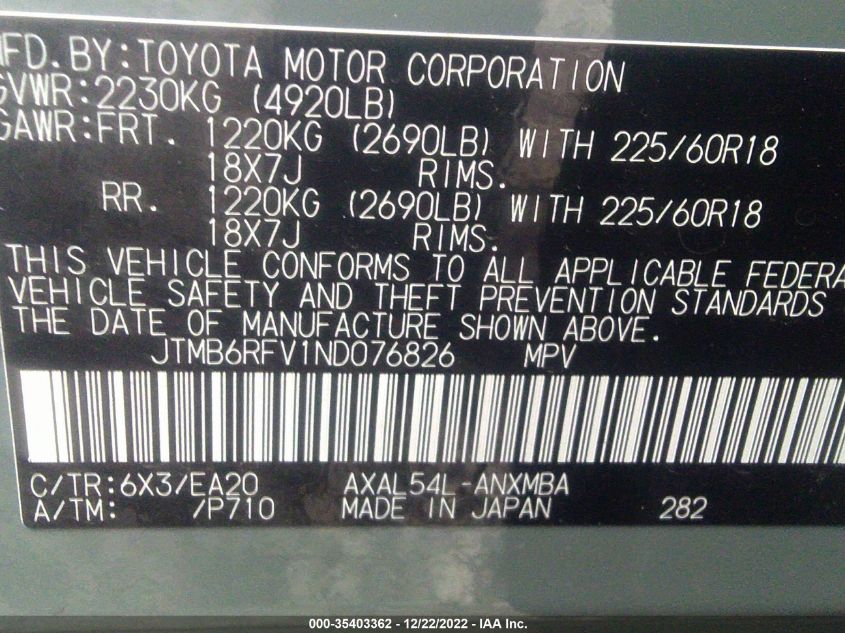 MFD. BY: TOYOTA MOTOR CORPORATION
GVWR: 2230KG (4920LB)
GAWR: FRT. 1220KG (2690LB) WITH 225/60R18
18X7J RIMS.
RR. 1220KG (2690LB) WITH 225/60R18
18X7J RIMS.
THIS VEHICLE CONFORMS TO ALL APPLICABLE FEDERA
VEHICLE SAFETY AND THEFT PREVENTION STANDARDS
THE DATE OF MANUFACTURE SHOWN ABOVE.
JTMB6RFV1ND076826 MPV
C/TR: 6X3/EA20 AXAL54L-ANXMBA
A/TM: /P710 MADE IN JAPAN 282
000-35403362 - 12/22/2022 - IAA Inc.